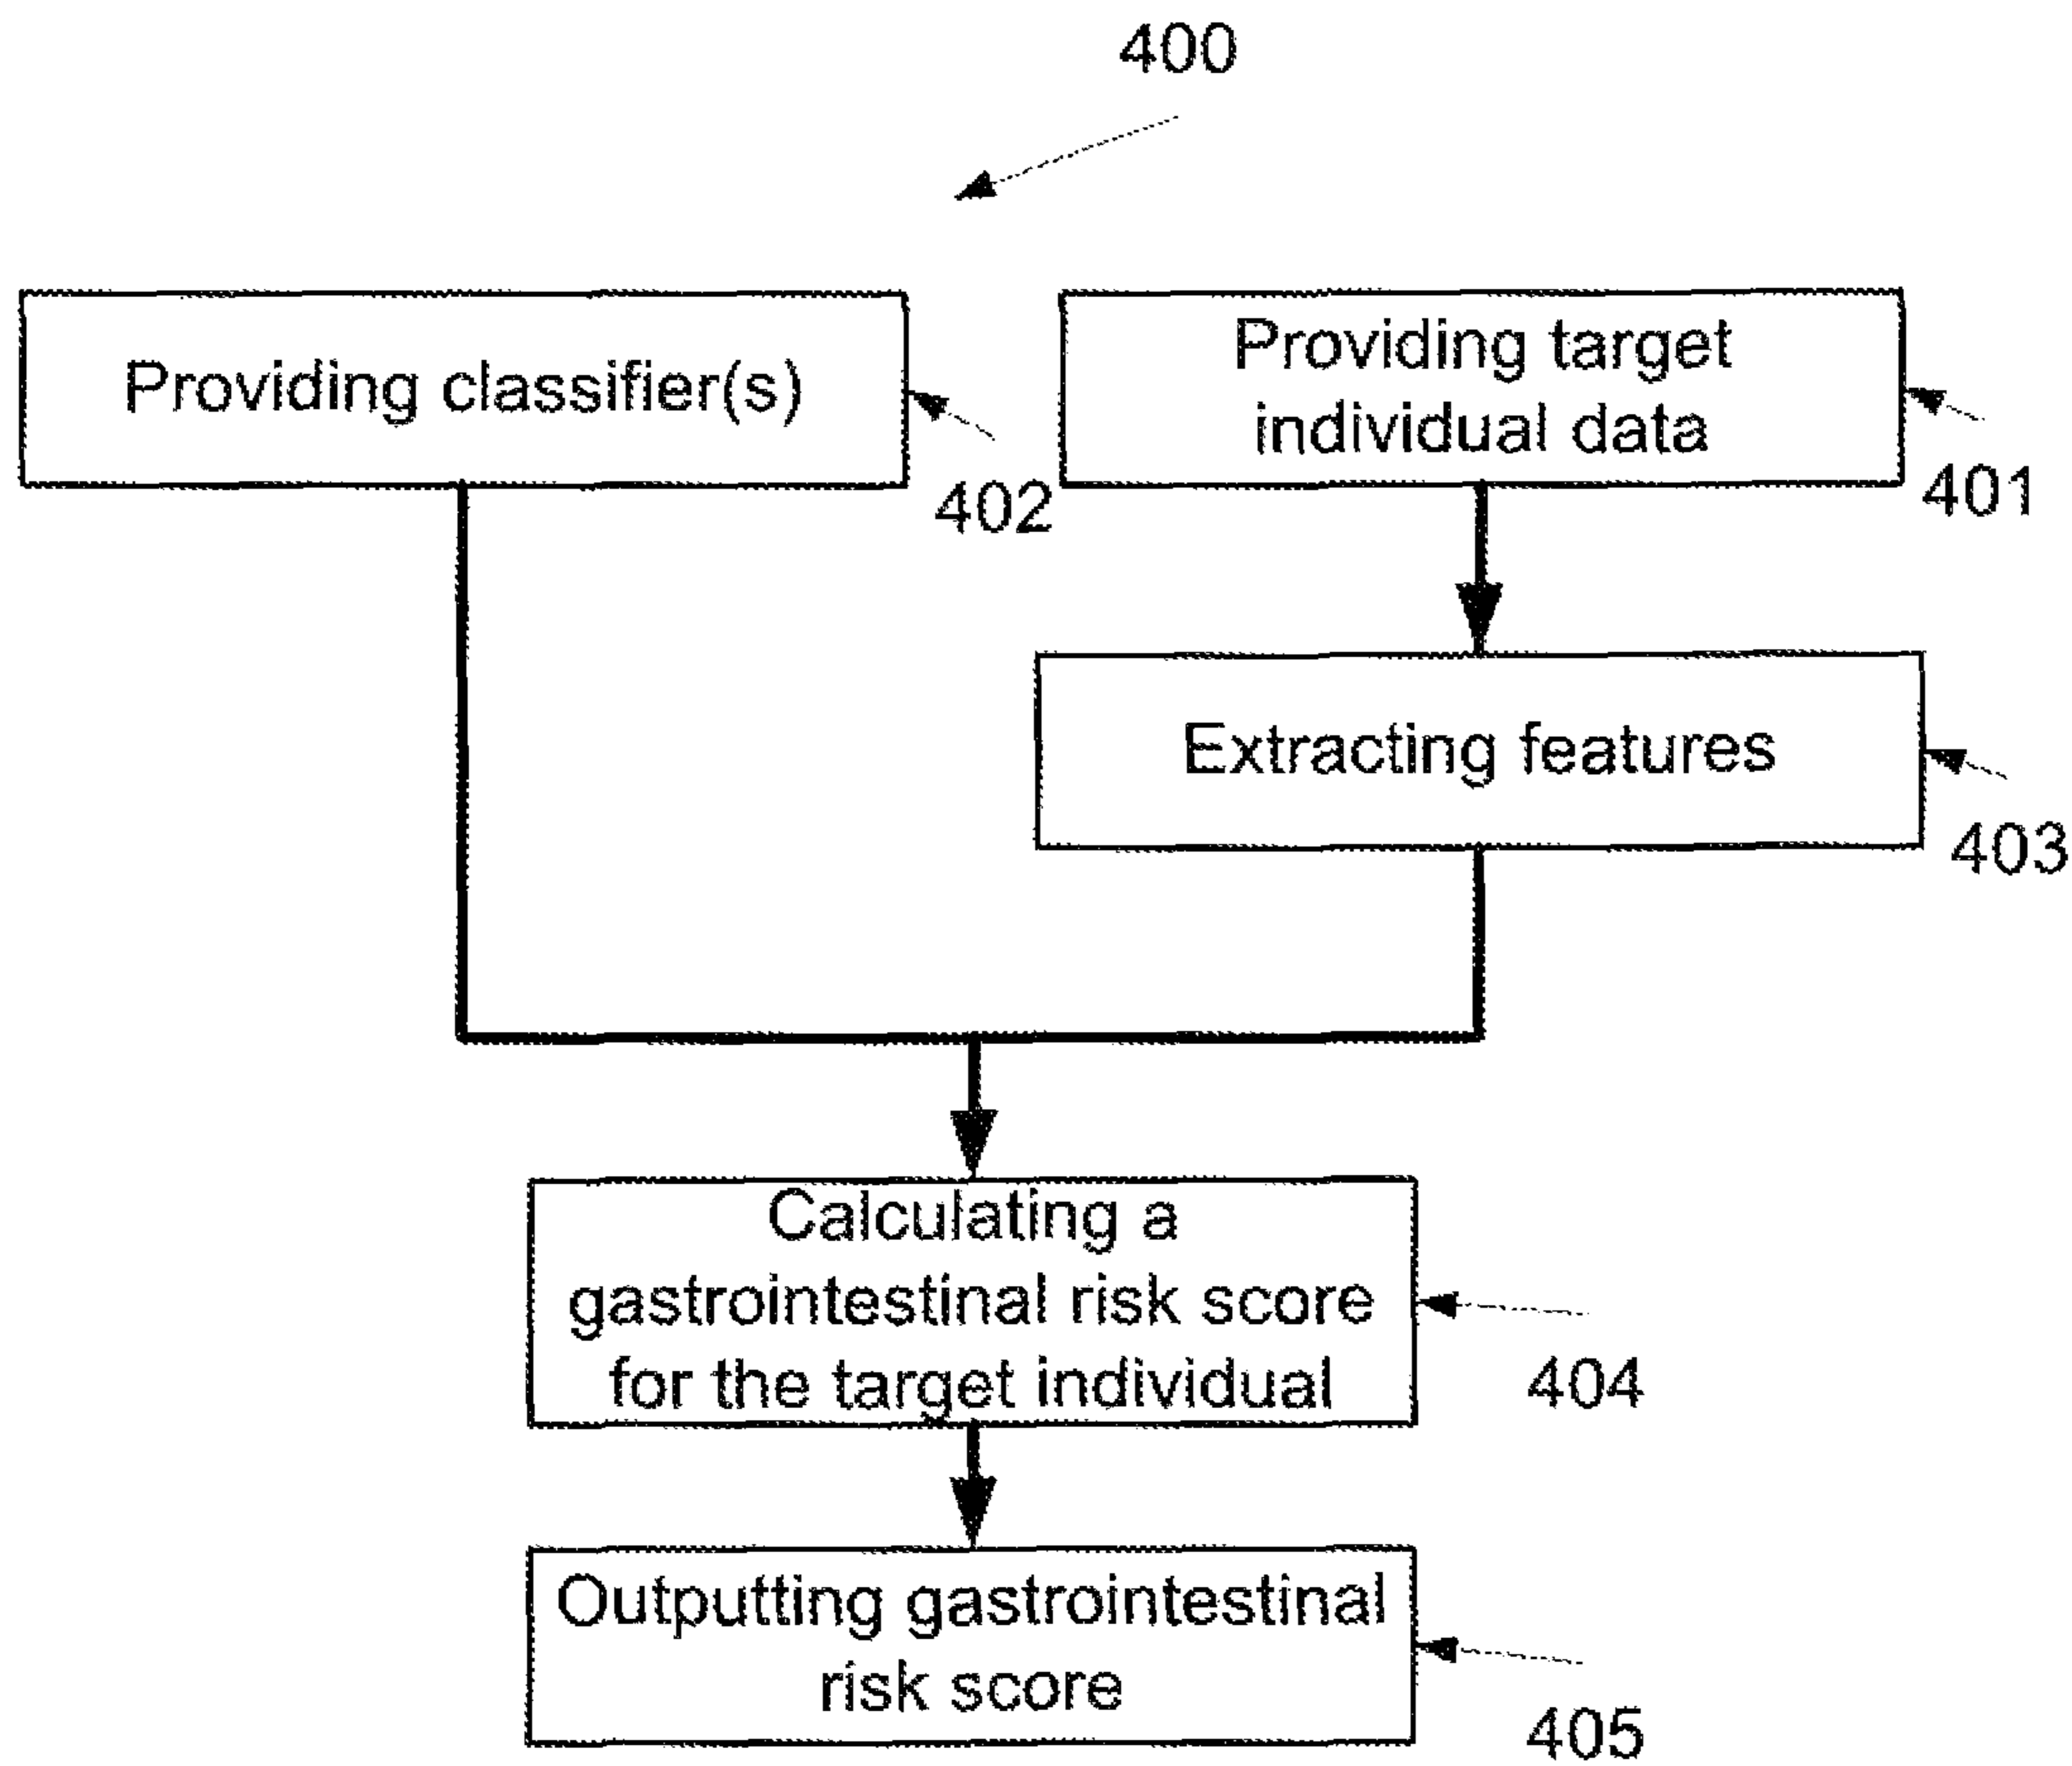 400
Providing classifier(s)
402
Providing target
individual data
401
Extracting features
403
Calculating a
gastrointestinal risk score
for the target individual
404
Outputting gastrointestinal
risk score
405